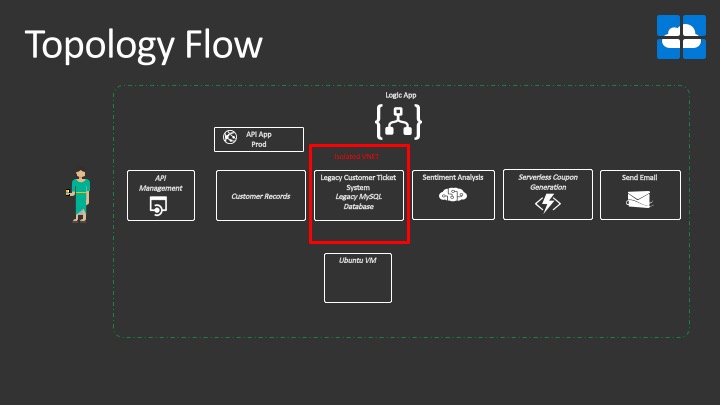 Topology Flow
Logic App
API App
Prod
Isolated VNET
API
Management
Customer Records
Legacy Customer Ticket
System
Legacy MySQL
Database
Sentiment Analysis
Serverless Coupon
Generation
Send Email
Ubuntu VM